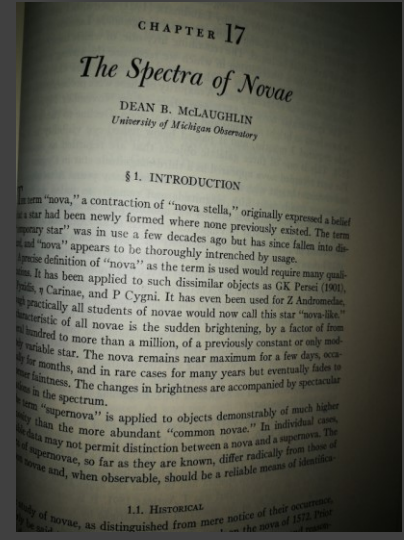 CHAPTER 17
The Spectra of Novae
DEAN B. McLAUGHLIN
University of Michigan Observatory
§ 1. INTRODUCTION
term “nova,” a contraction of “nova stella,” originally expressed a belief
a star had been newly formed where none previously existed. The term
star” was in use a few decades ago but has since fallen into dis-
and “nova” appears to be thoroughly intrenched by usage.
precise definition of “nova” as the term is used would require many quali-
It has been applied to such dissimilar objects as GK Persei (1901),
η Carinae, and P Cygni. It has even been used for Z Andromedae,
practically all students of novae would now call this star “nova-like.”
characteristic of all novae is the sudden brightening, by a factor of from
hundred to more than a million, of a previously constant or only mod-
variable star. The nova remains near maximum for a few days, occa-
for months, and in rare cases for many years but eventually fades to
faintness. The changes in brightness are accompanied by spectacular
in the spectrum.
term “supernova” is applied to objects demonstrably of much higher
than the more abundant “common novae.” In individual cases,
data may not permit distinction between a nova and a supernova. The
of supernovae, so far as they are known, differ radically from those of
novae and, when observable, should be a reliable means of identifica-
1.1. HISTORICAL
study of novae, as distinguished from mere notice of their occurrence,
be said on the nova of 1572. Prior